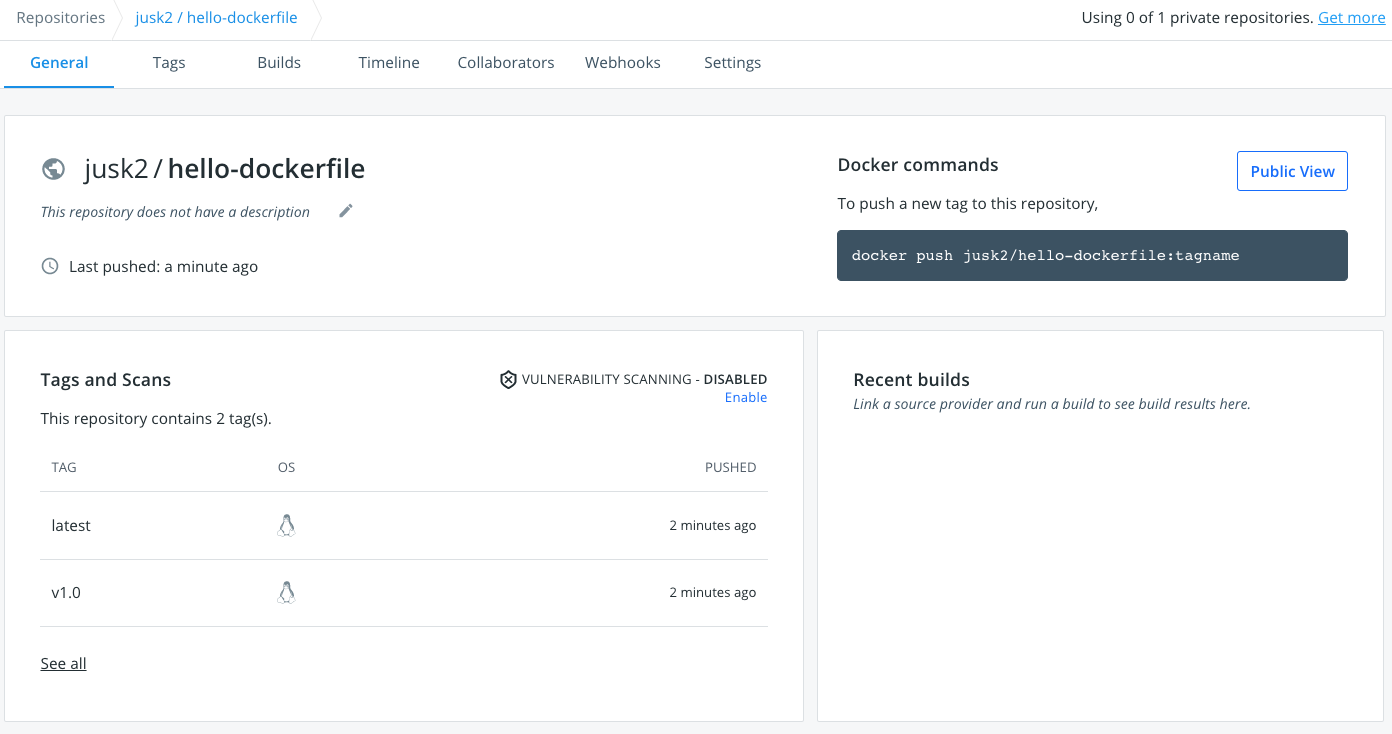 Repositories
jusk2 / hello-dockerfile
Using 0 of 1 private repositories. Get more
General Tags Builds Timeline Collaborators Webhooks Settings
jusk2 / hello-dockerfile
This repository does not have a description
Last pushed: a minute ago
Docker commands
Public View
To push a new tag to this repository,
docker push jusk2/hello-dockerfile:tagname
Tags and Scans
VULNERABILITY SCANNING - DISABLED
Enable
This repository contains 2 tag(s).
TAG OS PUSHED
latest 2 minutes ago
v1.0 2 minutes ago
See all
Recent builds
Link a source provider and run a build to see build results here.